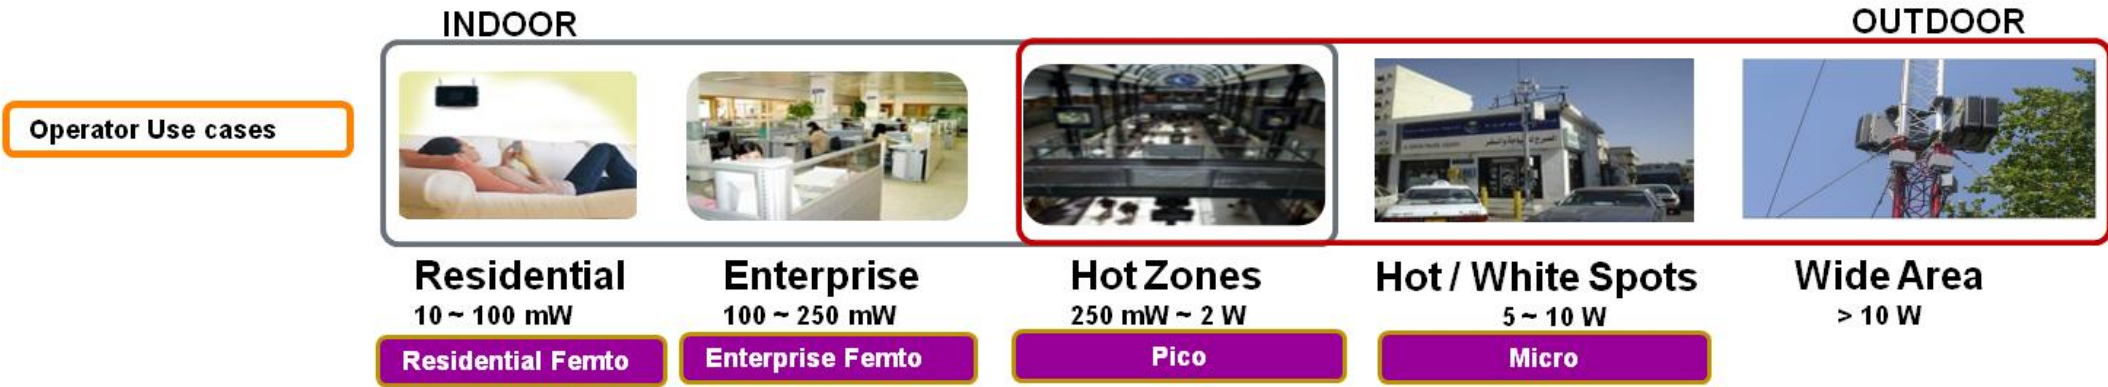 INDOOR
OUTDOOR
Operator Use cases
Residential
10 ~ 100 mW
Residential Femto
Enterprise
100 ~ 250 mW
Enterprise Femto
Hot Zones
250 mW ~ 2 W
Pico
Hot / White Spots
5 ~ 10 W
Micro
Wide Area
> 10 W